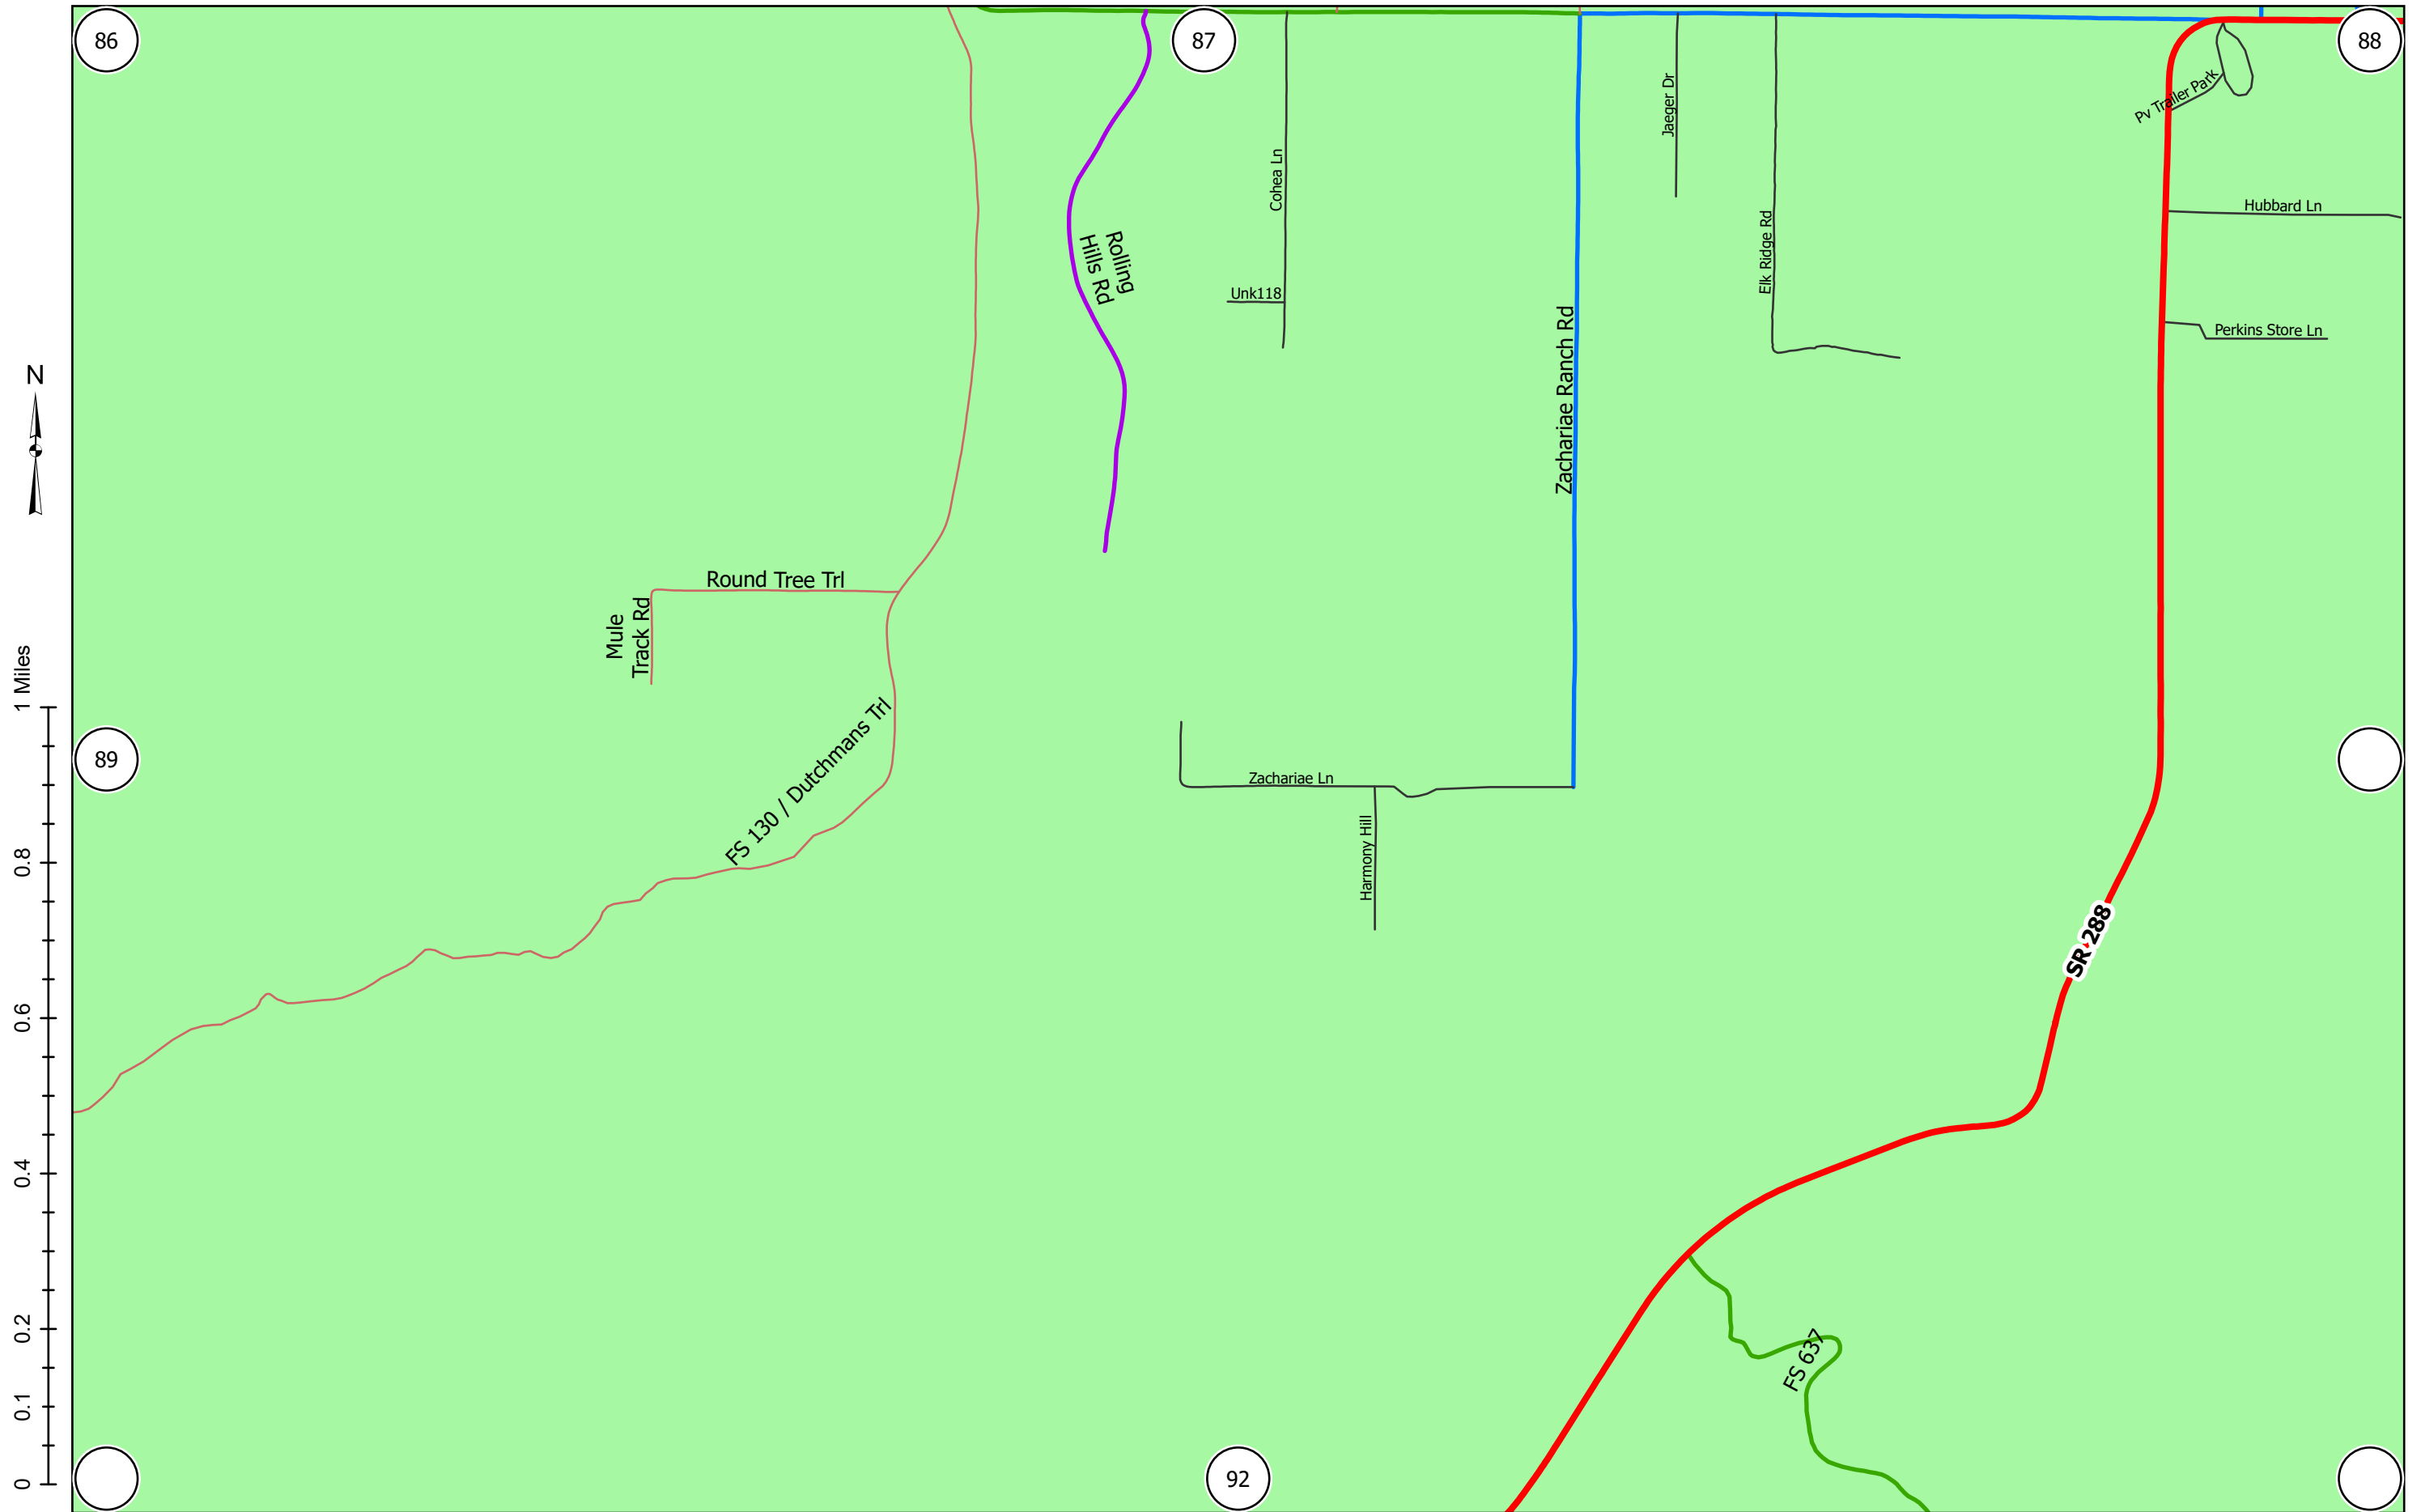 86
87
88
Pv Trailer Park
Jaeger Dr
Cohea Ln
Hubbard Ln
Elk Ridge Rd
Rolling
Hills Rd
Unk118
Perkins Store Ln
Zachariae Ranch Rd
N
Round Tree Trl
Mule
Track Rd
1 Miles
FS 130 / Dutchmans Trl
89
Zachariae Ln
Harmony Hill
0.8
SR 288
0.6
0.4
0.2
FS 637
0.1
0
92